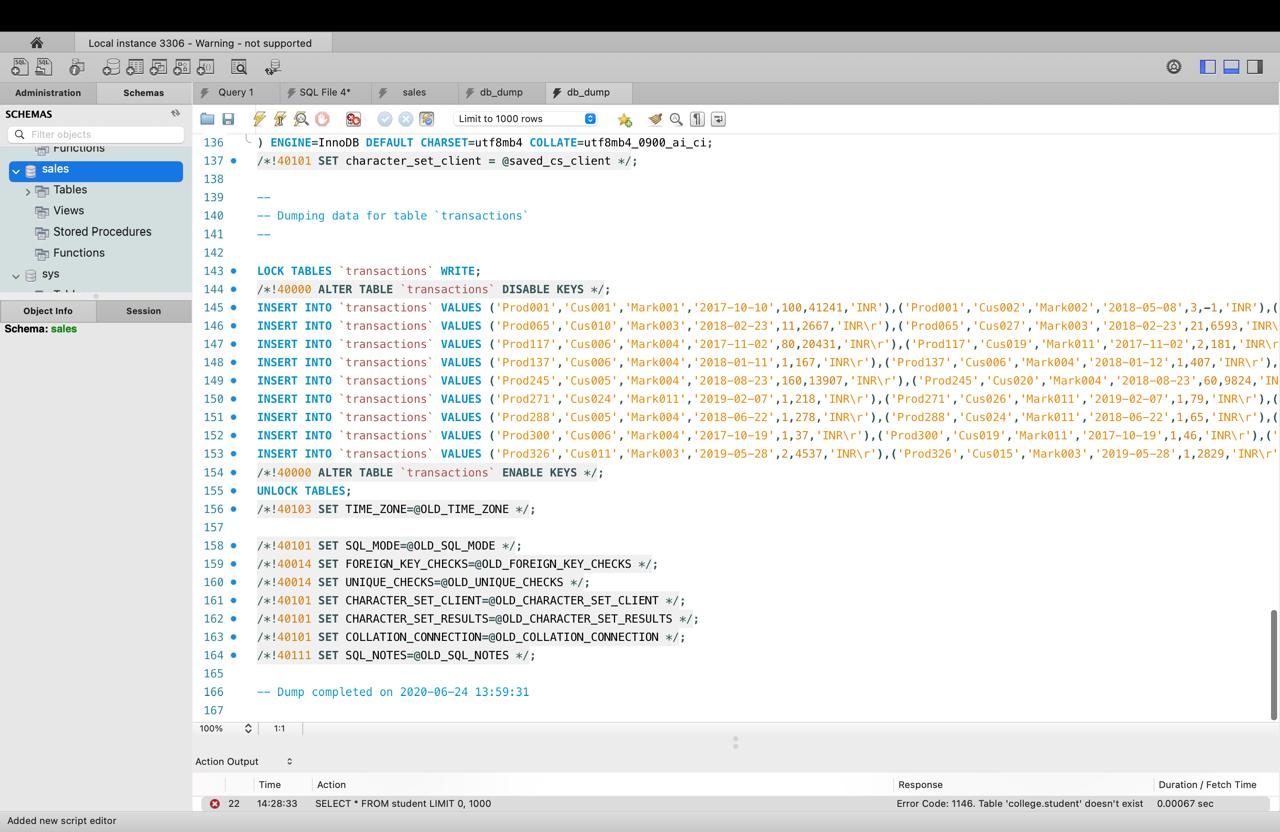 Local instance 3306 - Warning - not supported
Administration
Schemas
Query 1
SQL File 4*
sales
db_dump
db_dump
SCHEMAS
Filter objects
Functions
sales
Tables
Views
Stored Procedures
Functions
sys
Object Info
Session
Schema: sales
Limit to 1000 rows
136 ) ENGINE=InnoDB DEFAULT CHARSET=utf8mb4 COLLATE=utf8mb4_0900_ai_ci;
137 /*!40101 SET character_set_client = @saved_cs_client */;
138
139 --
140 -- Dumping data for table `transactions`
141 --
142
143 LOCK TABLES `transactions` WRITE;
144 /*!40000 ALTER TABLE `transactions` DISABLE KEYS */;
145 INSERT INTO `transactions` VALUES ('Prod001','Cus001','Mark001','2017-10-10',100,41241,'INR'),('Prod001','Cus002','Mark002','2018-05-08',3,-1,'INR'),(
146 INSERT INTO `transactions` VALUES ('Prod065','Cus010','Mark003','2018-02-23',11,2667,'INR\r'),('Prod065','Cus027','Mark003','2018-02-23',21,6593,'INR\r
147 INSERT INTO `transactions` VALUES ('Prod117','Cus006','Mark004','2017-11-02',80,20431,'INR\r'),('Prod117','Cus019','Mark011','2017-11-02',2,181,'INR\r
148 INSERT INTO `transactions` VALUES ('Prod137','Cus006','Mark004','2018-01-11',1,167,'INR\r'),('Prod137','Cus006','Mark004','2018-01-12',1,407,'INR\r'),
149 INSERT INTO `transactions` VALUES ('Prod245','Cus005','Mark004','2018-08-23',160,13907,'INR\r'),('Prod245','Cus020','Mark004','2018-08-23',60,9824,'IN
150 INSERT INTO `transactions` VALUES ('Prod271','Cus024','Mark011','2019-02-07',1,218,'INR\r'),('Prod271','Cus026','Mark011','2019-02-07',1,79,'INR\r'),(
151 INSERT INTO `transactions` VALUES ('Prod288','Cus005','Mark004','2018-06-22',1,278,'INR\r'),('Prod288','Cus024','Mark011','2018-06-22',1,65,'INR\r'),(
152 INSERT INTO `transactions` VALUES ('Prod300','Cus006','Mark004','2017-10-19',1,37,'INR\r'),('Prod300','Cus019','Mark011','2017-10-19',1,46,'INR\r'),('
153 INSERT INTO `transactions` VALUES ('Prod326','Cus011','Mark003','2019-05-28',2,4537,'INR\r'),('Prod326','Cus015','Mark003','2019-05-28',1,2829,'INR\r'
154 /*!40000 ALTER TABLE `transactions` ENABLE KEYS */;
155 UNLOCK TABLES;
156 /*!40103 SET TIME_ZONE=@OLD_TIME_ZONE */;
157
158 /*!40101 SET SQL_MODE=@OLD_SQL_MODE */;
159 /*!40014 SET FOREIGN_KEY_CHECKS=@OLD_FOREIGN_KEY_CHECKS */;
160 /*!40014 SET UNIQUE_CHECKS=@OLD_UNIQUE_CHECKS */;
161 /*!40101 SET CHARACTER_SET_CLIENT=@OLD_CHARACTER_SET_CLIENT */;
162 /*!40101 SET CHARACTER_SET_RESULTS=@OLD_CHARACTER_SET_RESULTS */;
163 /*!40101 SET COLLATION_CONNECTION=@OLD_COLLATION_CONNECTION */;
164 /*!40111 SET SQL_NOTES=@OLD_SQL_NOTES */;
165
166 -- Dump completed on 2020-06-24 13:59:31
167
100% 1:1
Action Output
Time Action Response Duration / Fetch Time
22 14:28:33 SELECT * FROM student LIMIT 0, 1000 Error Code: 1146. Table 'college.student' doesn't exist 0.00067 sec
Added new script editor